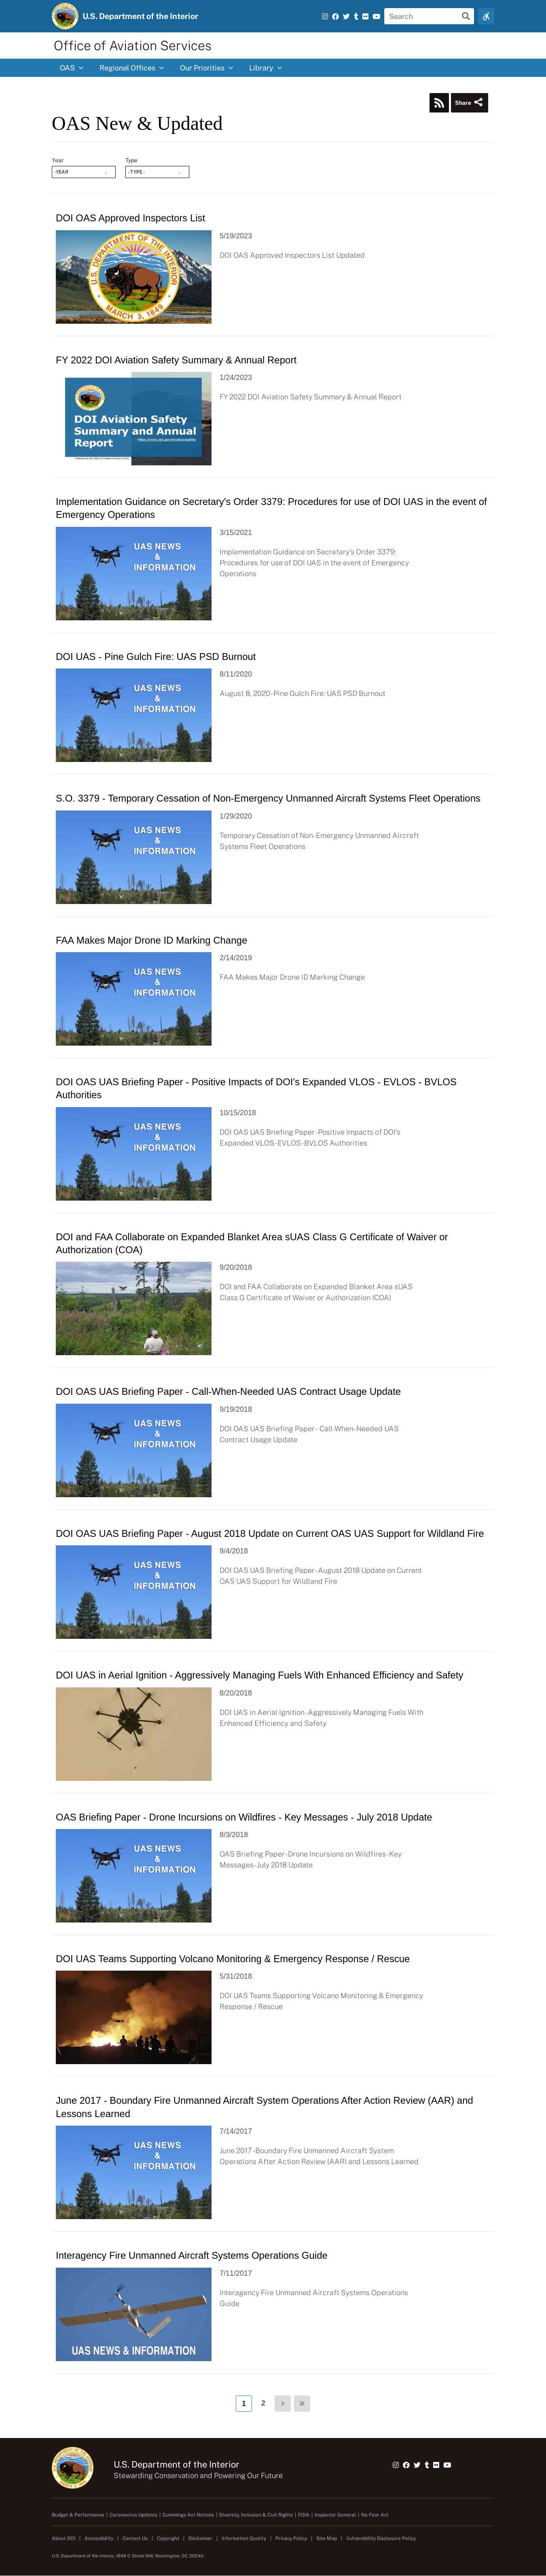 U.S. Department of the Interior
Search
Office of Aviation Services
OAS
Regional Offices
Our Priorities
Library
Share
OAS New & Updated
Year
Type
-YEAR
- TYPE -
DOI OAS Approved Inspectors List
U.S. DEPARTMENT OF THE INTERIOR
MARCH 3, 1849
5/19/2023
DOI OAS Approved Inspectors List Updated
FY 2022 DOI Aviation Safety Summary & Annual Report
DOI Aviation Safety
Summary and Annual
Report
1/24/2023
FY 2022 DOI Aviation Safety Summary & Annual Report
Implementation Guidance on Secretary's Order 3379: Procedures for use of DOI UAS in the event of
Emergency Operations
UAS NEWS
&
INFORMATION
3/15/2021
Implementation Guidance on Secretary's Order 3379:
Procedures for use of DOI UAS in the event of Emergency
Operations
DOI UAS - Pine Gulch Fire: UAS PSD Burnout
UAS NEWS
&
INFORMATION
8/11/2020
August 8, 2020-Pine Gulch Fire: UAS PSD Burnout
S.O. 3379 - Temporary Cessation of Non-Emergency Unmanned Aircraft Systems Fleet Operations
UAS NEWS
&
INFORMATION
1/29/2020
Temporary Cessation of Non-Emergency Unmanned Aircraft
Systems Fleet Operations
FAA Makes Major Drone ID Marking Change
UAS NEWS
&
INFORMATION
2/14/2019
FAA Makes Major Drone ID Marking Change
DOI OAS UAS Briefing Paper - Positive Impacts of DOI's Expanded VLOS - EVLOS - BVLOS
Authorities
UAS NEWS
&
INFORMATION
10/15/2018
DOI OAS UAS Briefing Paper-Positive Impacts of DOI's
Expanded VLOS-EVLOS-BVLOS Authorities
DOI and FAA Collaborate on Expanded Blanket Area sUAS Class G Certificate of Waiver or
Authorization (COA)
9/20/2018
DOI and FAA Collaborate on Expanded Blanket Area sUAS
Class G Certificate of Waiver or Authorization (COA)
DOI OAS UAS Briefing Paper - Call-When-Needed UAS Contract Usage Update
UAS NEWS
&
INFORMATION
9/19/2018
DOI OAS UAS Briefing Paper- Call-When-Needed UAS
Contract Usage Update
DOI OAS UAS Briefing Paper - August 2018 Update on Current OAS UAS Support for Wildland Fire
UAS NEWS
&
INFORMATION
9/4/2018
DOI OAS UAS Briefing Paper-August 2018 Update on Current
OAS UAS Support for Wildland Fire
DOI UAS in Aerial Ignition - Aggressively Managing Fuels With Enhanced Efficiency and Safety
8/20/2018
DOI UAS in Aerial Ignition-Aggressively Managing Fuels With
Enhanced Efficiency and Safety
OAS Briefing Paper - Drone Incursions on Wildfires - Key Messages - July 2018 Update
UAS NEWS
&
INFORMATION
8/3/2018
OAS Briefing Paper-Drone Incursions on Wildfires-Key
Messages-July 2018 Update
DOI UAS Teams Supporting Volcano Monitoring & Emergency Response / Rescue
5/31/2018
DOI UAS Teams Supporting Volcano Monitoring & Emergency
Response / Rescue
June 2017 - Boundary Fire Unmanned Aircraft System Operations After Action Review (AAR) and
Lessons Learned
UAS NEWS
&
INFORMATION
7/14/2017
June 2017-Boundary Fire Unmanned Aircraft System
Operations After Action Review (AAR) and Lessons Learned
Interagency Fire Unmanned Aircraft Systems Operations Guide
UAS NEWS & INFORMATION
7/11/2017
Interagency Fire Unmanned Aircraft Systems Operations
Guide
1 2 › »
U.S. Department of the Interior
Stewarding Conservation and Powering Our Future
Budget & Performance | Coronavirus Updates | Cummings Act Notices | Diversity, Inclusion & Civil Rights | FOIA | Inspector General | No Fear Act
About DOI | Accessibility | Contact Us | Copyright | Disclaimer | Information Quality | Privacy Policy | Site Map | Vulnerability Disclosure Policy
U.S. Department of the Interior, 1849 C Street NW, Washington, DC 20240.